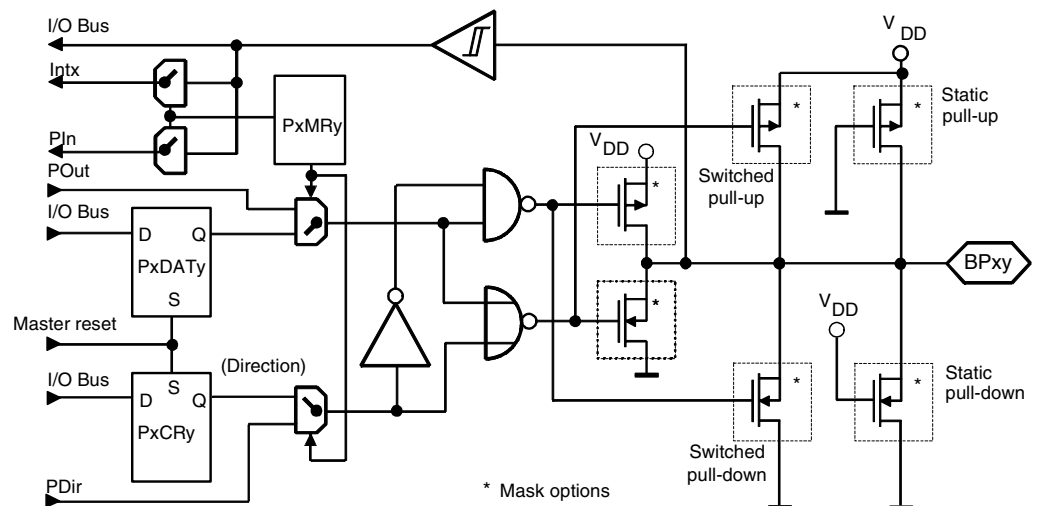 I/O Bus
V DD
Intx
*
*
Static
pull-up
PxMRy
PIn
V DD
POut
Switched
pull-up
*
I/O Bus
D
Q
PxDATy
S
BPxy
*
V DD
Master reset
(Direction)
I/O Bus
S
D
Q
PxCRy
*
*
Static
pull-down
Switched
pull-down
PDir
* Mask options